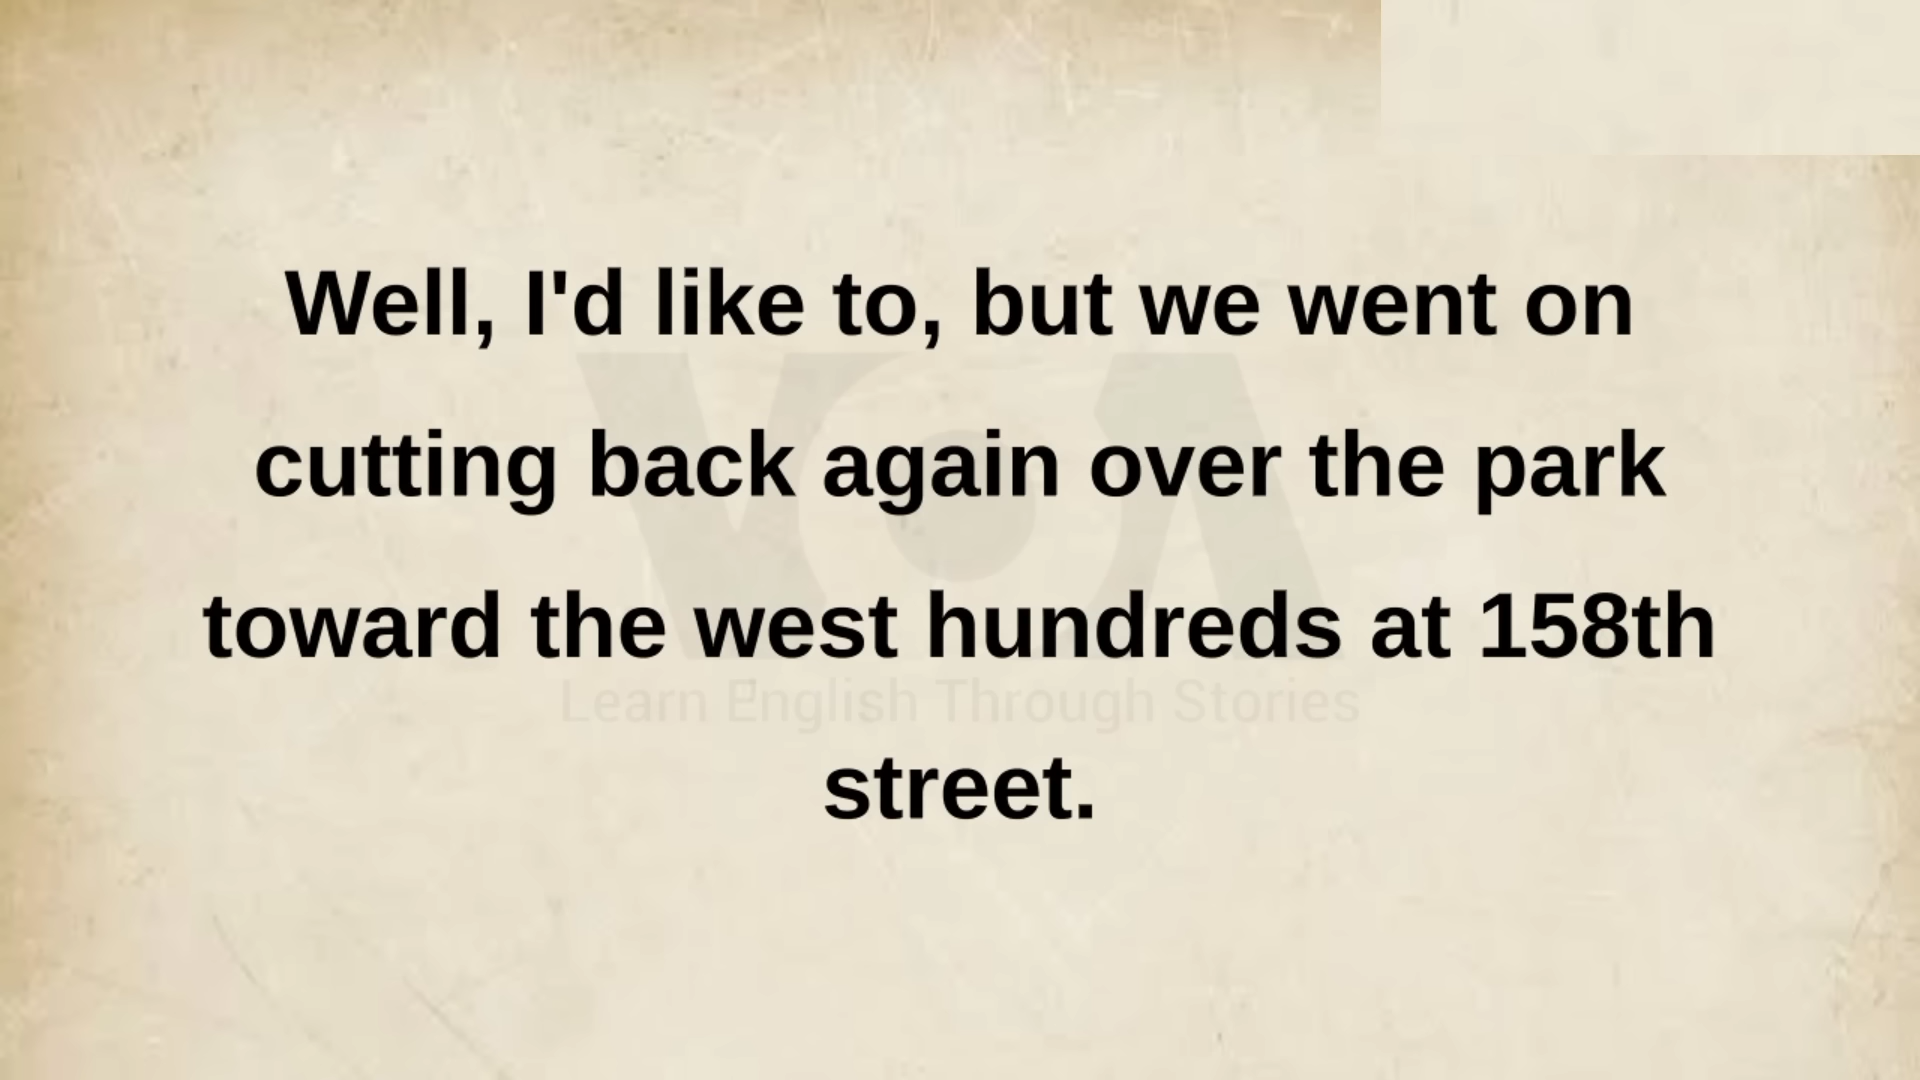 Well, I'd like to, but we went on
cutting back again over the park
toward the west hundreds at 158th
street.
VOA
Learn English Through Stories